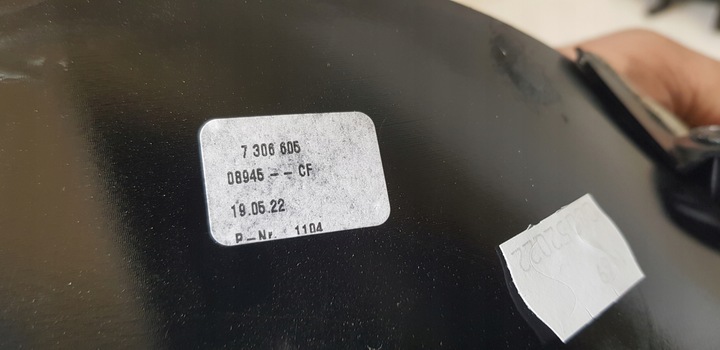 7 306 605
08945 -- CF
19.05.22
P-Nr. 1104